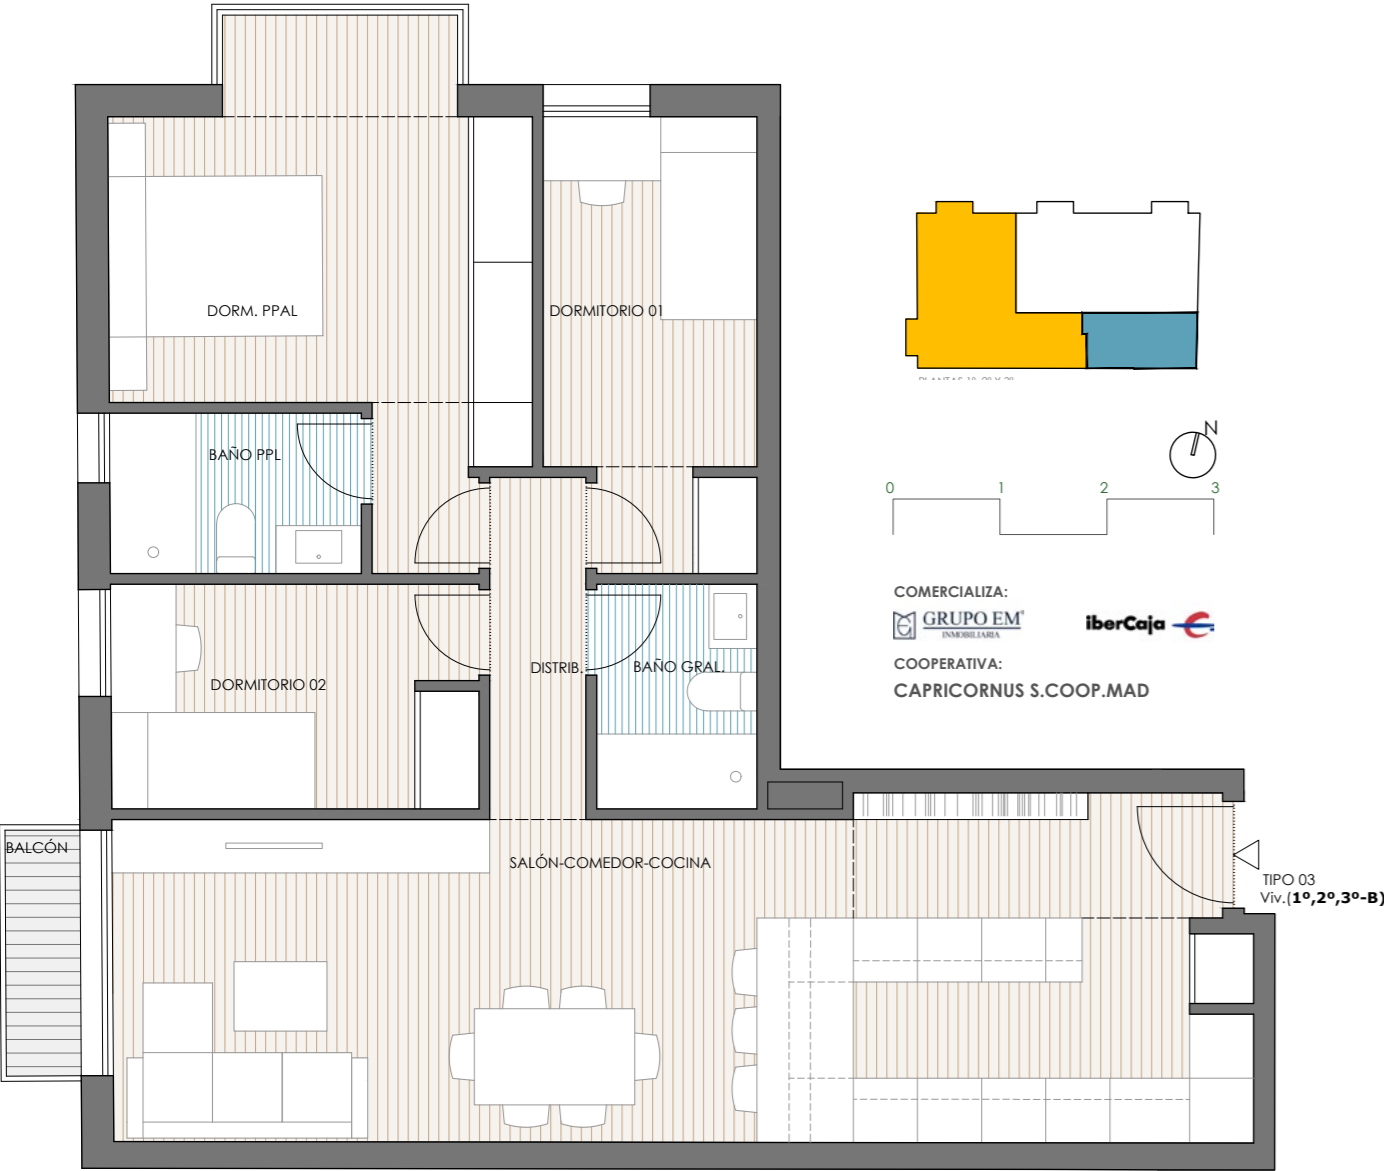 DORM. PPAL
DORMITORIO 01
BAÑO PPL
N
0 1 2 3
COMERCIALIZA:
GRUPO EM
INMOBILIARIA
iberCaja
COOPERATIVA:
CAPRICORNUS S.COOP.MAD
DISTRIB.
BAÑO GRAL.
DORMITORIO 02
BALCÓN
SALÓN-COMEDOR-COCINA
TIPO 03
Viv.(1º,2º,3º-B)